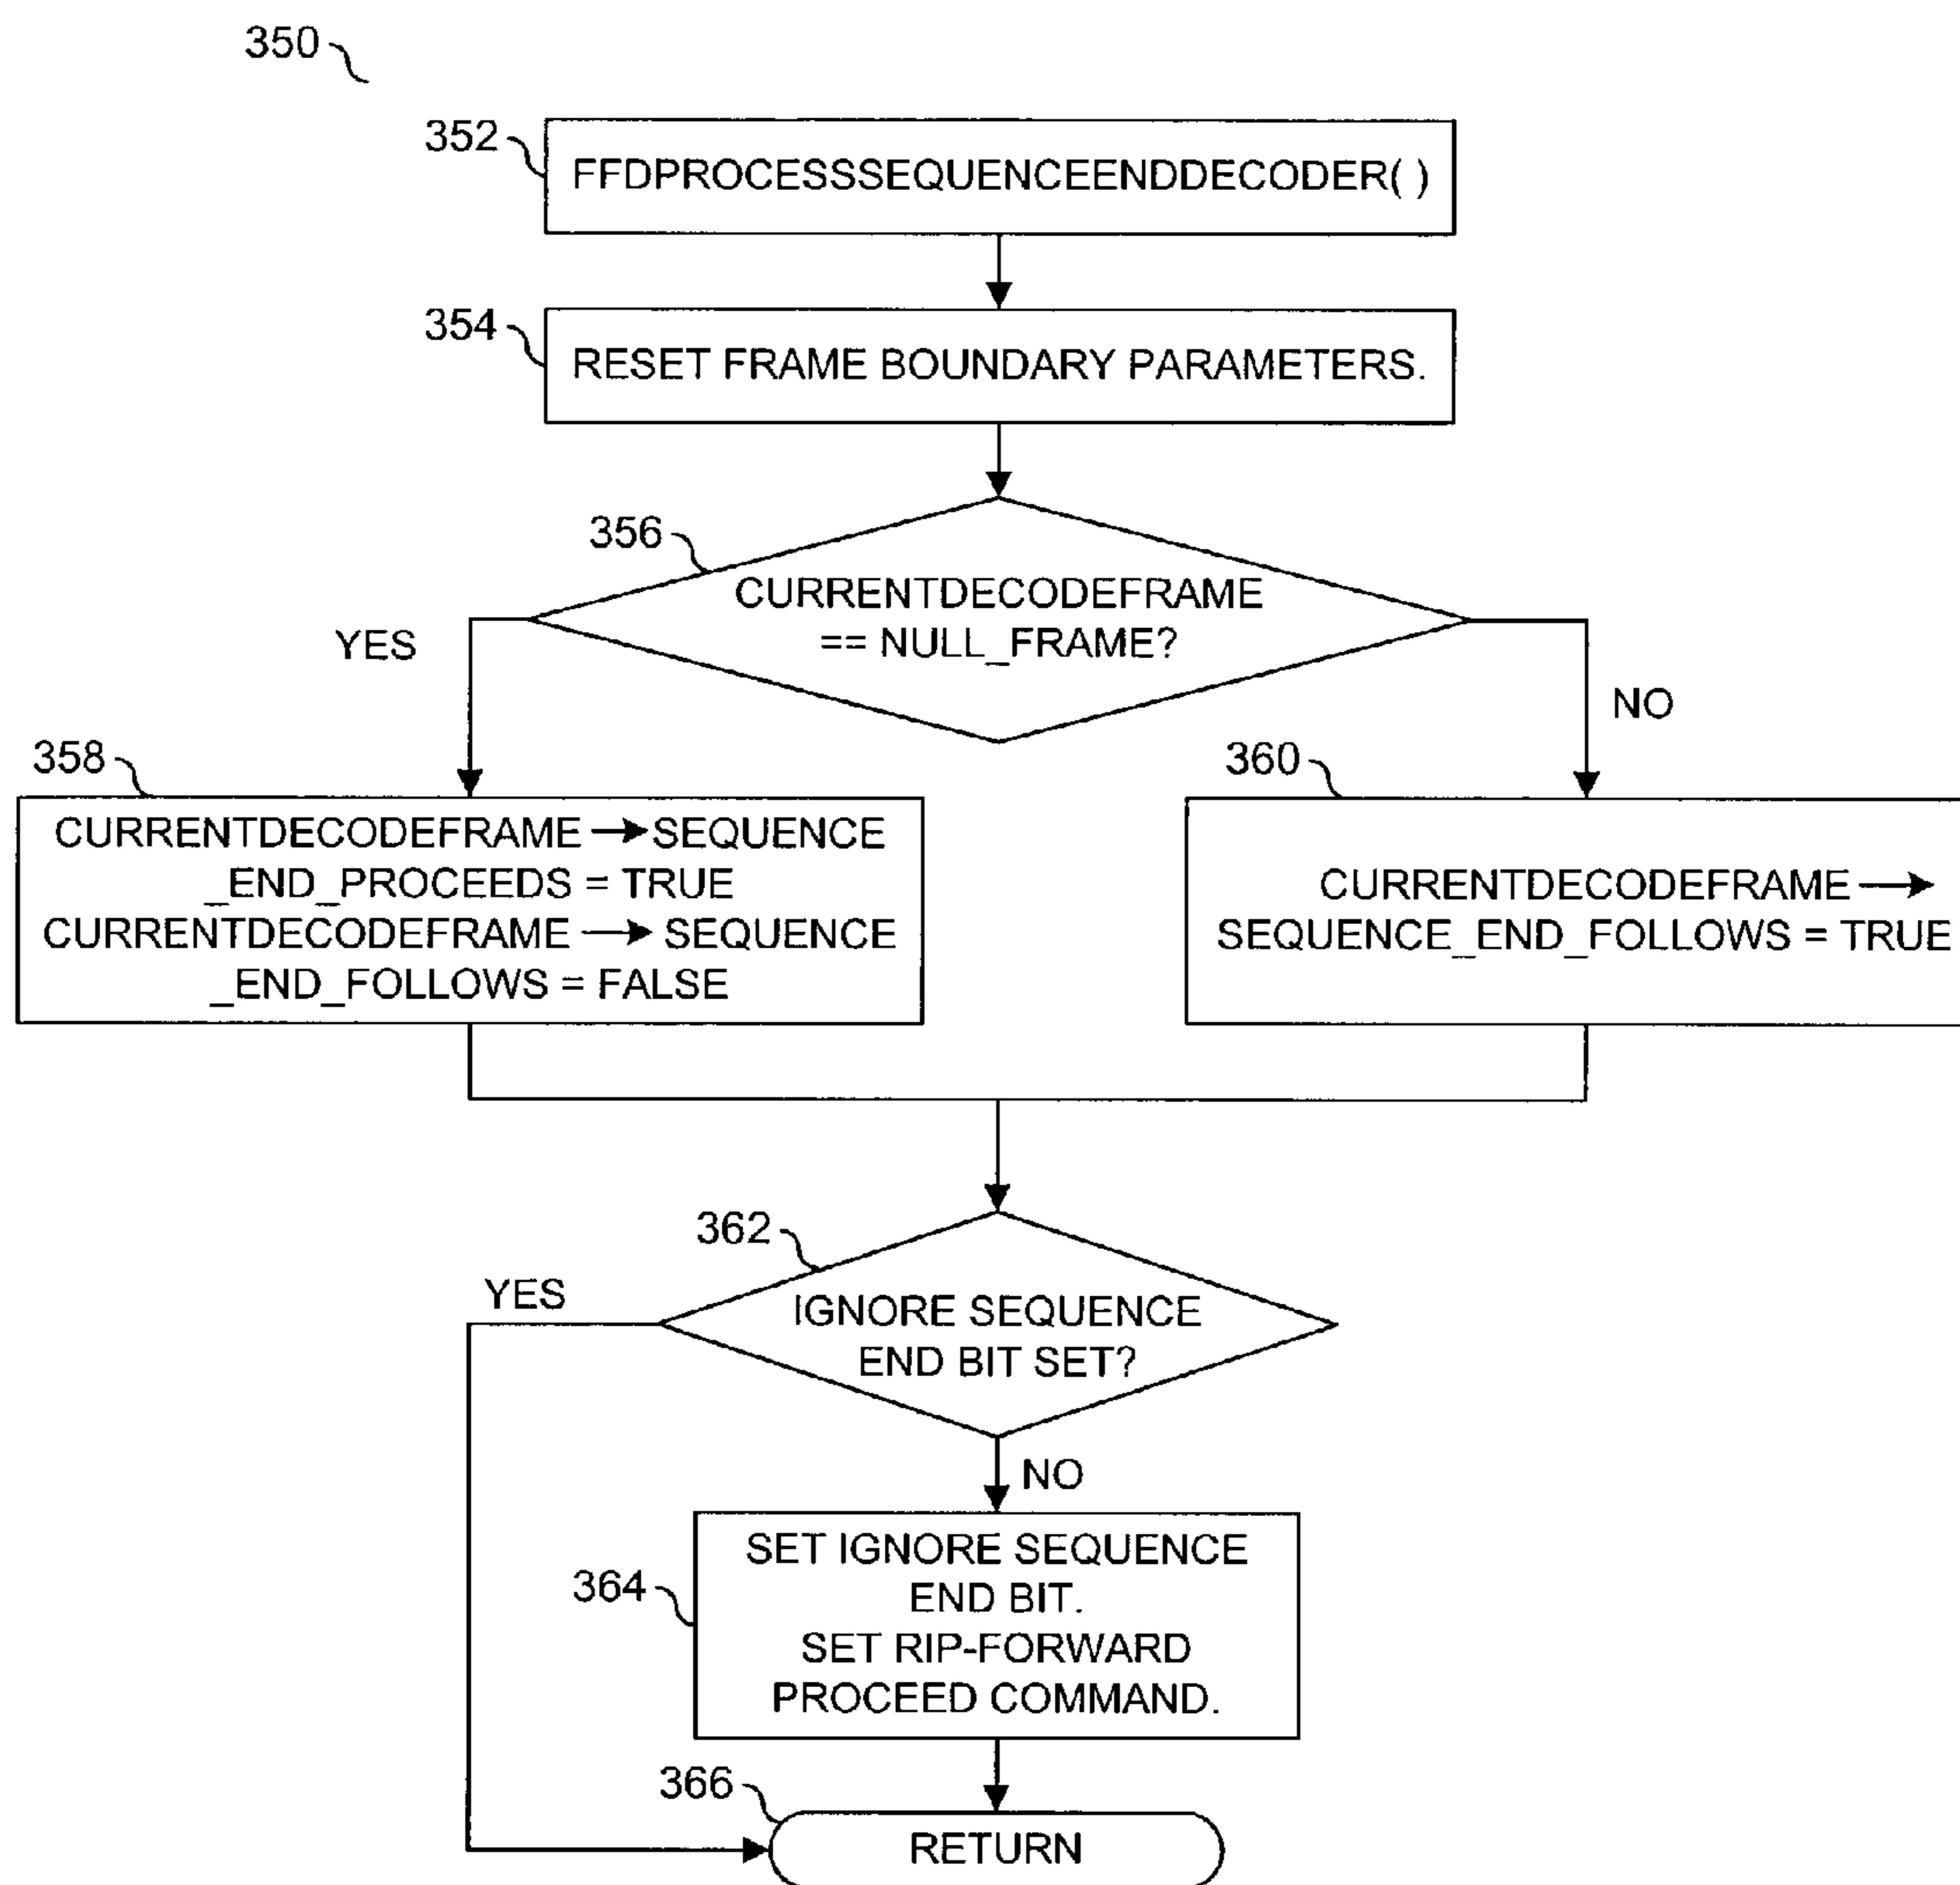 350
352
FFDPROCESSSEQUENCEENDDECODER( )
354
RESET FRAME BOUNDARY PARAMETERS.
356
CURRENTDECODEFRAME
== NULL_FRAME?
YES
NO
358
CURRENTDECODEFRAME → SEQUENCE
_END_PROCEEDS = TRUE
CURRENTDECODEFRAME → SEQUENCE
_END_FOLLOWS = FALSE
360
CURRENTDECODEFRAME →
SEQUENCE_END_FOLLOWS = TRUE
362
YES
IGNORE SEQUENCE
END BIT SET?
NO
364
SET IGNORE SEQUENCE
END BIT.
SET RIP-FORWARD
PROCEED COMMAND.
366
RETURN